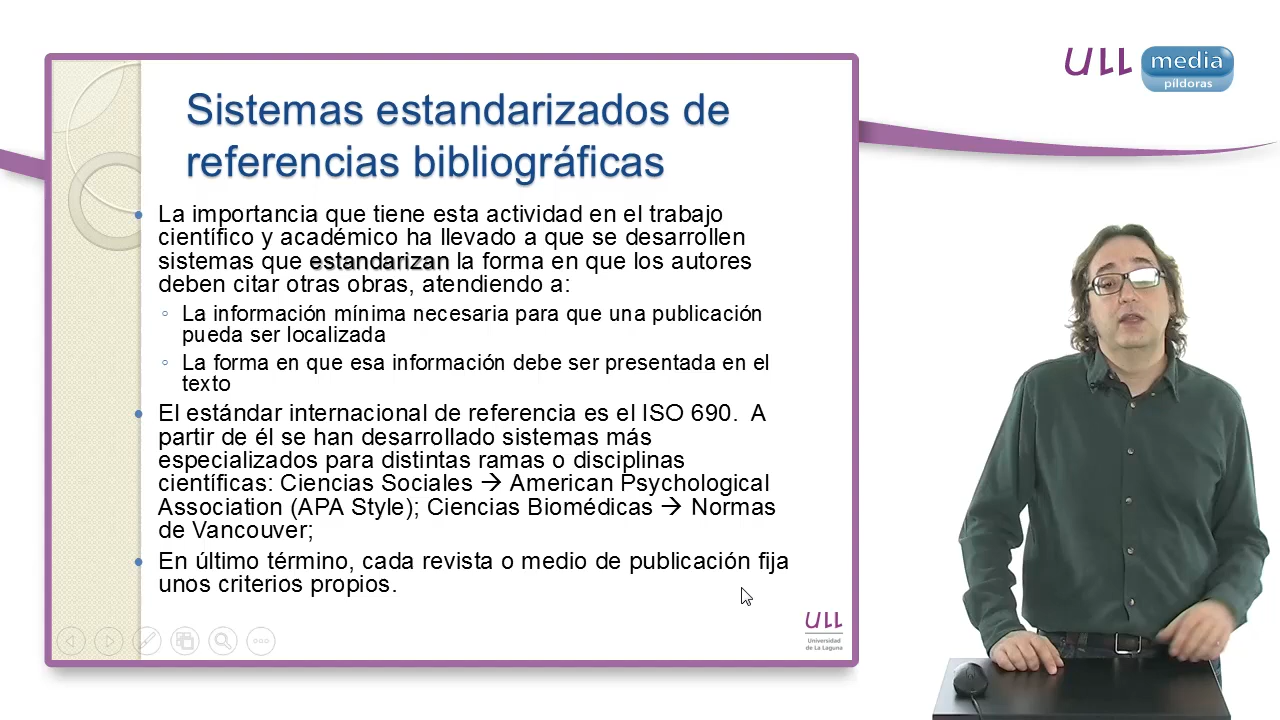 Sistemas estandarizados de
referencias bibliográficas
La importancia que tiene esta actividad en el trabajo
científico y académico ha llevado a que se desarrollen
sistemas que estandarizan la forma en que los autores
deben citar otras obras, atendiendo a:
La información mínima necesaria para que una publicación
pueda ser localizada
La forma en que esa información debe ser presentada en el
texto
El estándar internacional de referencia es el ISO 690.  A
partir de él se han desarrollado sistemas más
especializados para distintas ramas o disciplinas
científicas: Ciencias Sociales → American Psychological
Association (APA Style); Ciencias Biomédicas → Normas
de Vancouver;
En último término, cada revista o medio de publicación fija
unos criterios propios.
ULL
Universidad
de La Laguna
ULL media
píldoras